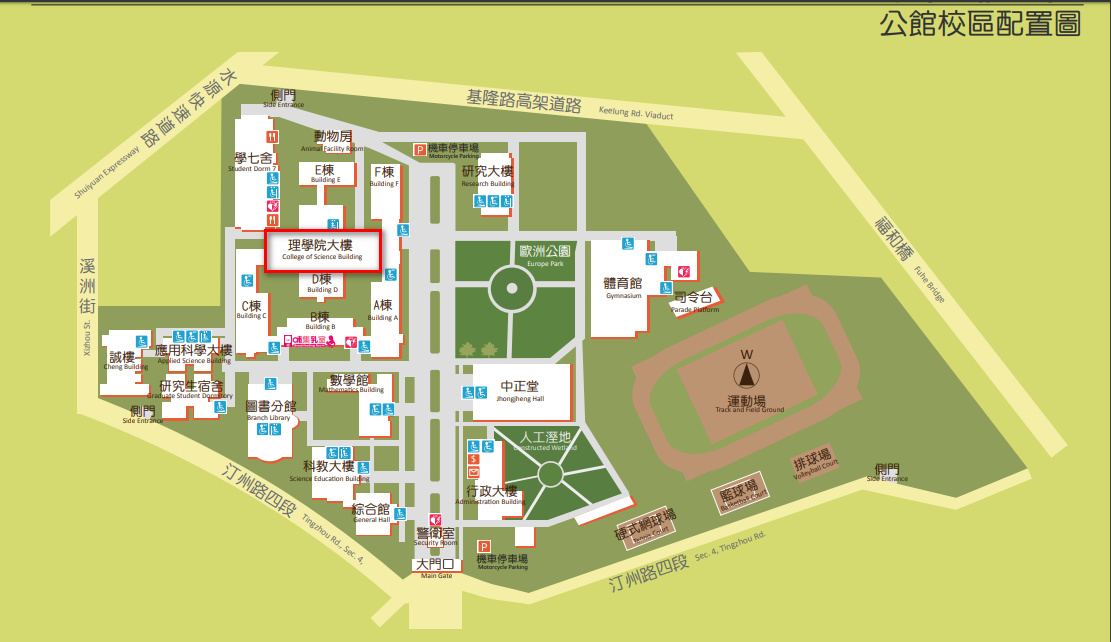 公館校區配置圖
水源快速道路
Shuiyuan Expressway
基隆路高架道路
Keelung Rd. Viaduct
側門
Side Entrance
動物房
Animal Facility Room
P
機車停車場
Motorcycle Parking
學七舍
Student Dorm 7
E棟
Building E
F棟
Building F
研究大樓
Research Building
理學院大樓
College of Science Building
歐洲公園
Europe Park
福和橋
Fuhe Bridge
溪洲街
Xizhou St.
D棟
Building D
體育館
Gymnasium
司令台
Parade Platform
C棟
Building C
A棟
Building A
B棟
Building B
哺集乳室
誠樓
Cheng Building
應用科學大樓
Applied Science Building
W
研究生宿舍
Graduate Student Dormitory
數學館
Mathematics Building
中正堂
Jhongjheng Hall
運動場
Track and Field Ground
側門
Side Entrance
圖書分館
Branch Library
人工溼地
Constructed Wetland
$
科教大樓
Science Education Building
排球場
Volleyball Court
側門
Side Entrance
行政大樓
Administration Building
籃球場
Basketball Court
汀州路四段
Tingzhou Rd., Sec. 4,
綜合館
General Hall
硬式網球場
Tennis Court
警衛室
Security Room
P
機車停車場
Motorcycle Parking
大門口
Main Gate
汀州路四段
Sec. 4, Tingzhou Rd.